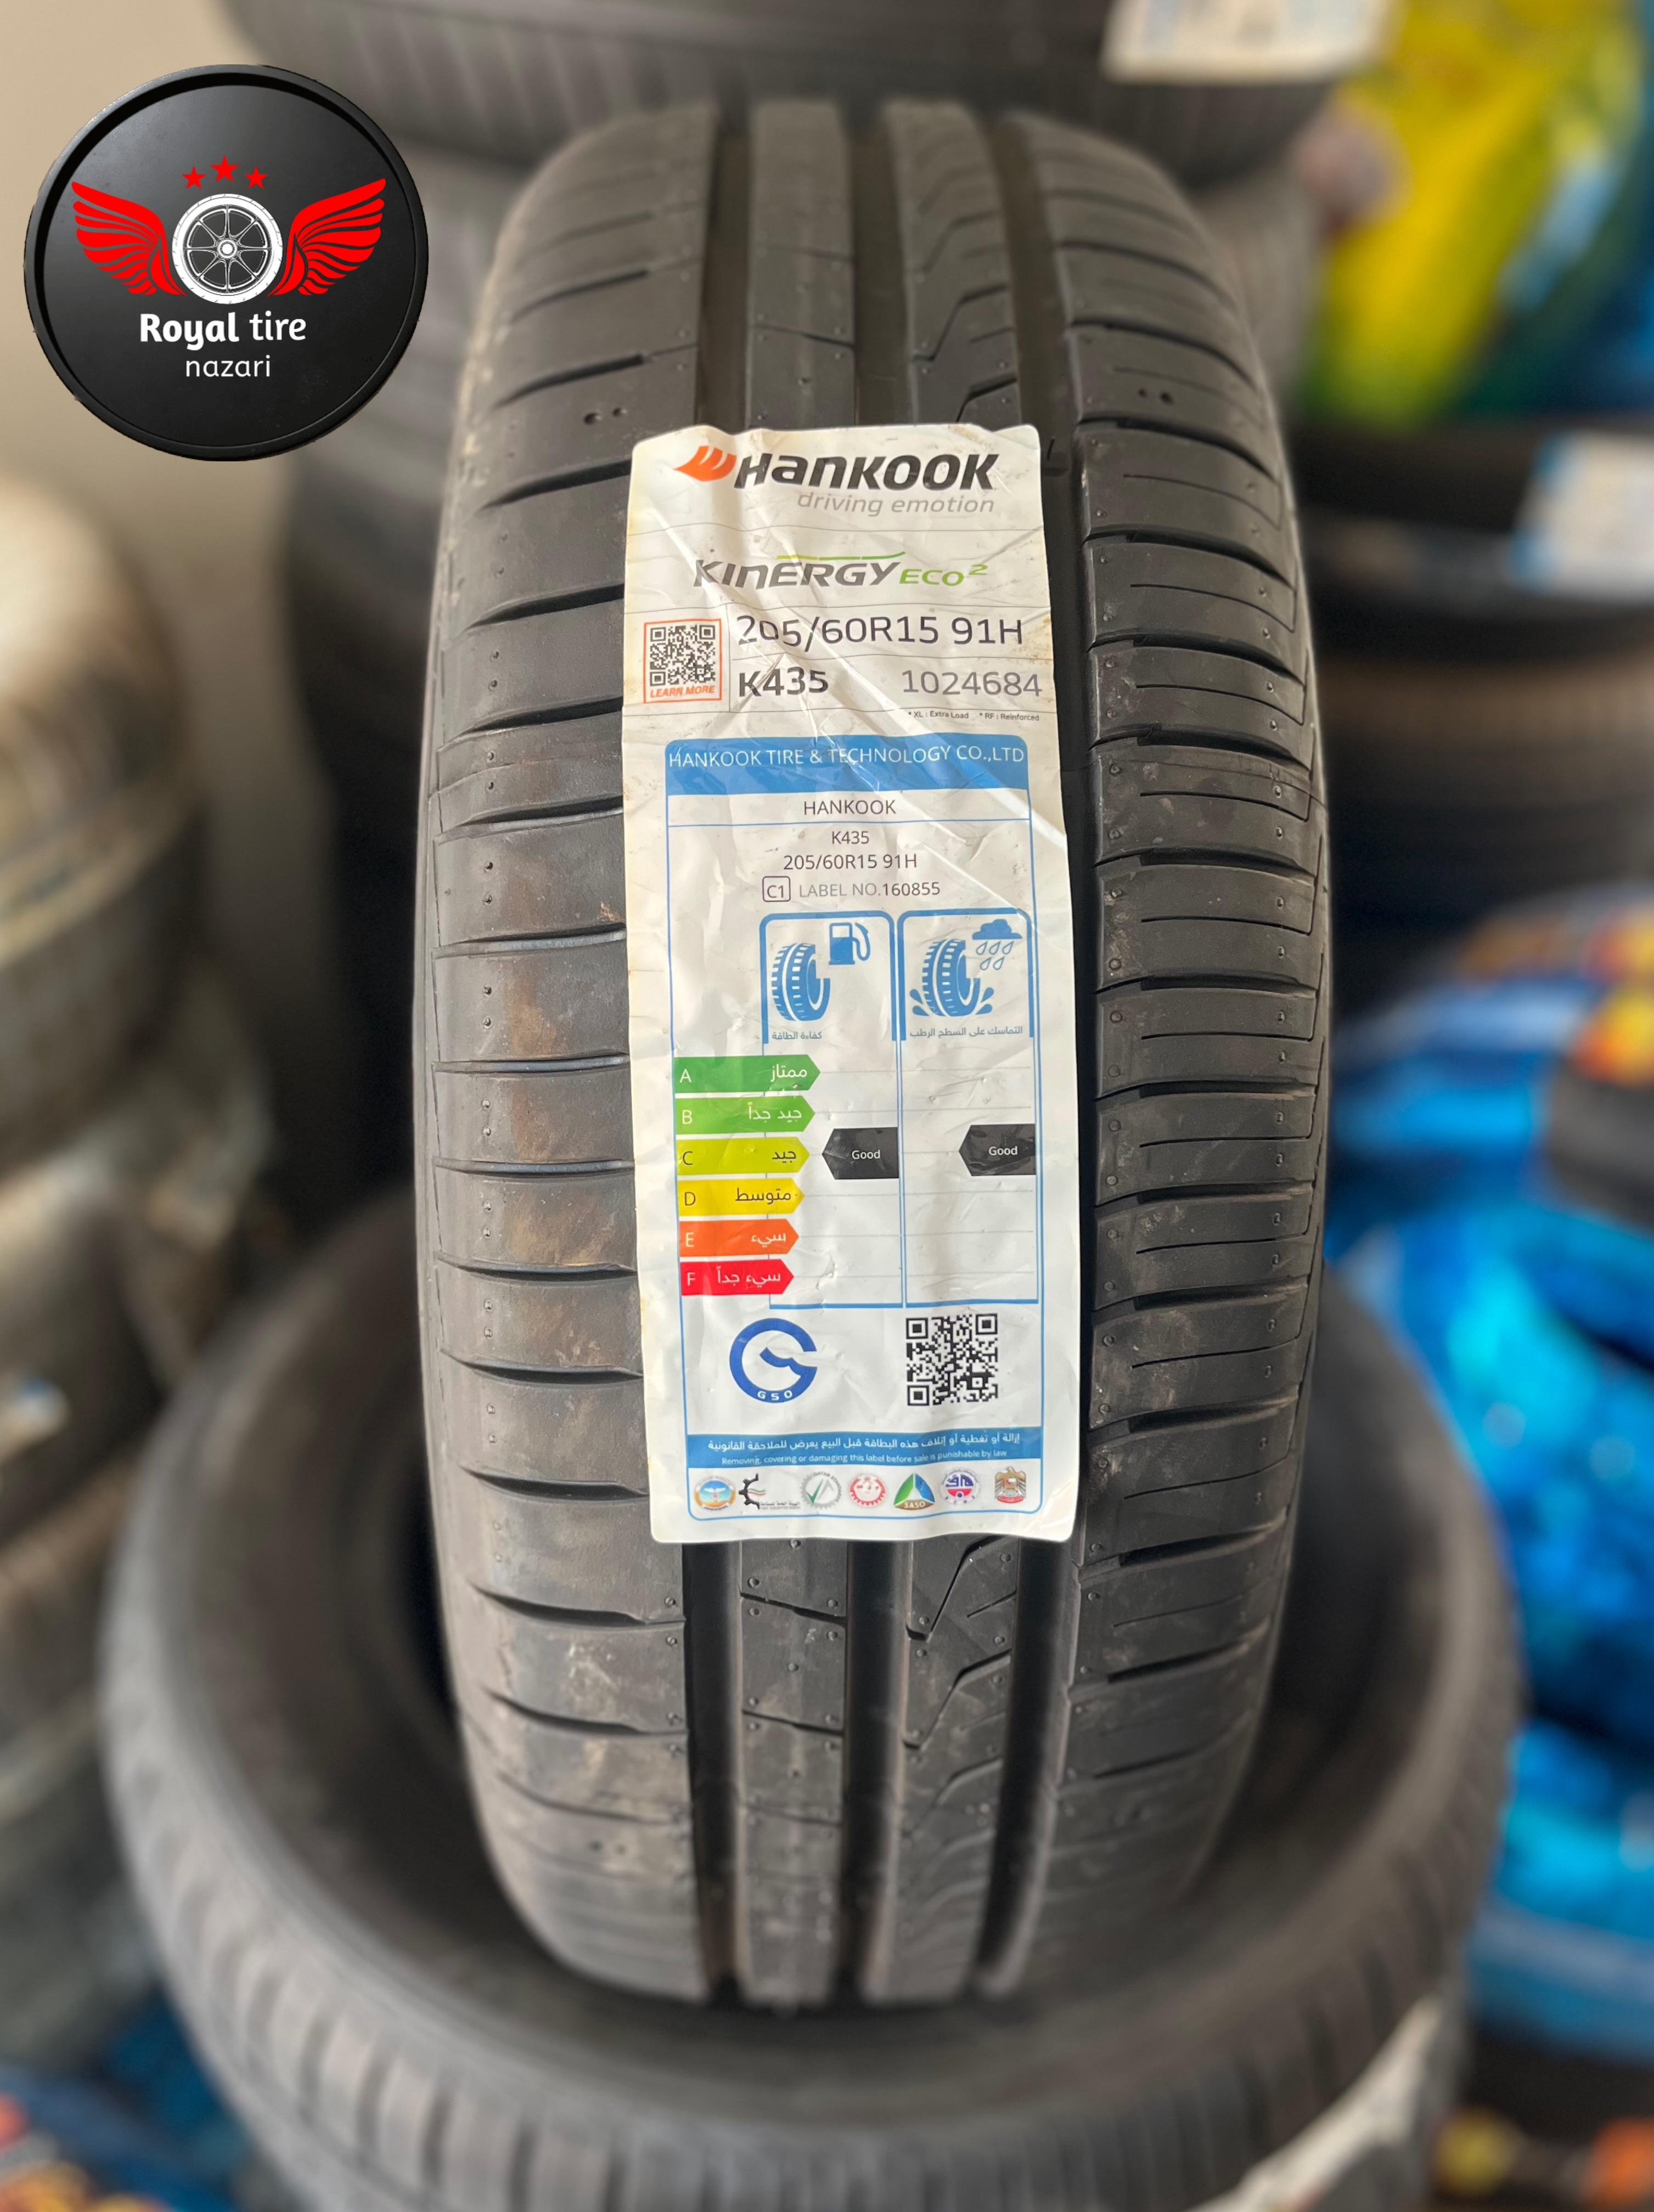 Royal tire
nazari
HANKOOK
driving emotion
KINERGY ECO²
205/60R15 91H
LEARN MORE
K435 1024684
* XL : Extra Load * RF : Reinforced
HANKOOK TIRE & TECHNOLOGY CO.,LTD
HANKOOK
K435
205/60R15 91H
C1 LABEL NO.160855
كفاءة الطاقة
التماسك على السطح الرطب
A ممتاز
B جيد جداً
C جيد
Good
Good
D متوسط
E سيء
F سيء جداً
GSO
إزالة أو تغطية أو إتلاف هذه البطاقة قبل البيع يعرض للملاحقة القانونية
Removing, covering or damaging this label before sale is punishable by law
SASO